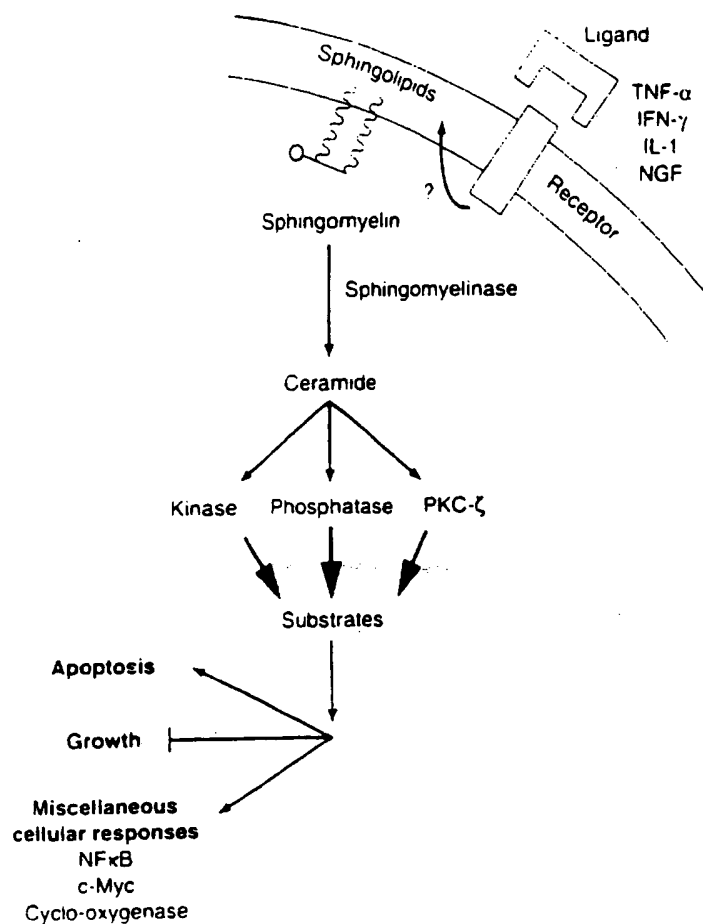 Ligand
TNF-α
IFN-γ
IL-1
NGF
Sphingolipids
Receptor
?
Sphingomyelin
Sphingomyelinase
Ceramide
Kinase Phosphatase PKC-ζ
Substrates
Apoptosis
Growth
Miscellaneous
cellular responses
NFκB
c-Myc
Cyclo-oxygenase